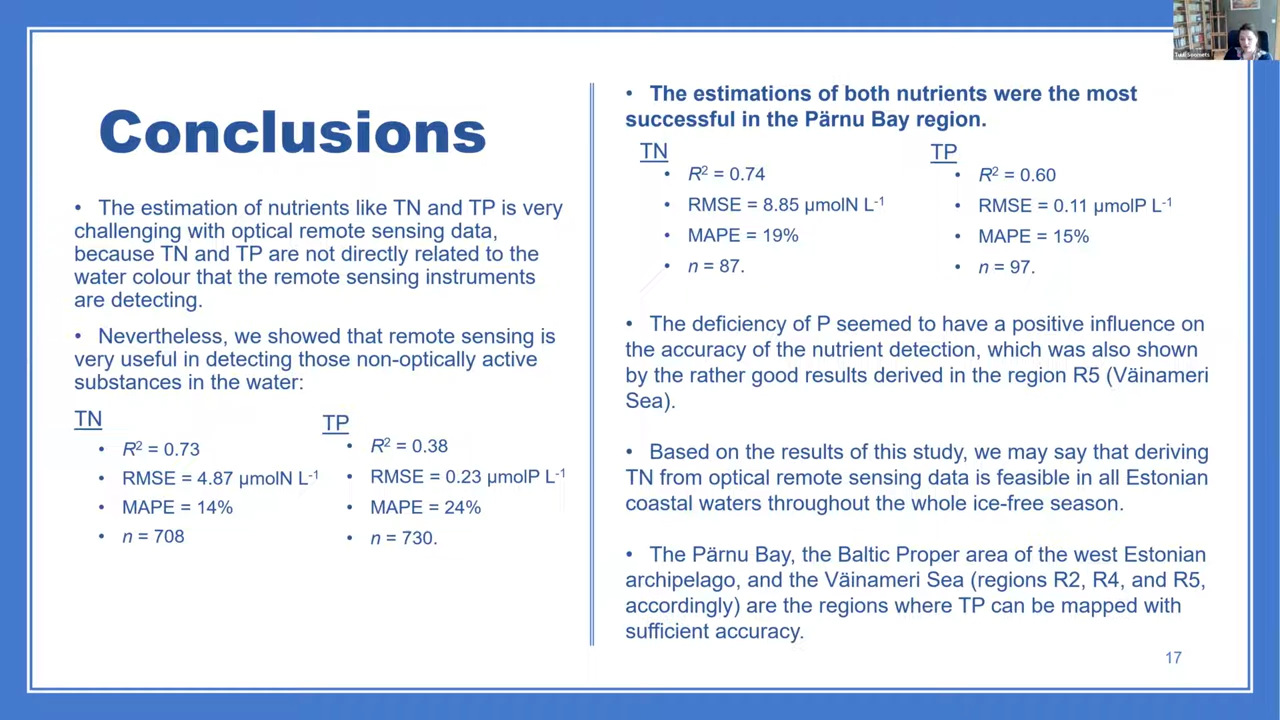 Conclusions
• The estimation of nutrients like TN and TP is very
challenging with optical remote sensing data,
because TN and TP are not directly related to the
water colour that the remote sensing instruments
are detecting.
• Nevertheless, we showed that remote sensing is
very useful in detecting those non-optically active
substances in the water:
TN
• R² = 0.73
• RMSE = 4.87 µmolN L⁻¹
• MAPE = 14%
• n = 708
TP
• R² = 0.38
• RMSE = 0.23 µmolP L⁻¹
• MAPE = 24%
• n = 730.
• The estimations of both nutrients were the most
successful in the Pärnu Bay region.
TN
• R² = 0.74
• RMSE = 8.85 µmolN L⁻¹
• MAPE = 19%
• n = 87.
TP
• R² = 0.60
• RMSE = 0.11 µmolP L⁻¹
• MAPE = 15%
• n = 97.
• The deficiency of P seemed to have a positive influence on
the accuracy of the nutrient detection, which was also shown
by the rather good results derived in the region R5 (Väinameri
Sea).
• Based on the results of this study, we may say that deriving
TN from optical remote sensing data is feasible in all Estonian
coastal waters throughout the whole ice-free season.
• The Pärnu Bay, the Baltic Proper area of the west Estonian
archipelago, and the Väinameri Sea (regions R2, R4, and R5,
accordingly) are the regions where TP can be mapped with
sufficient accuracy.
17